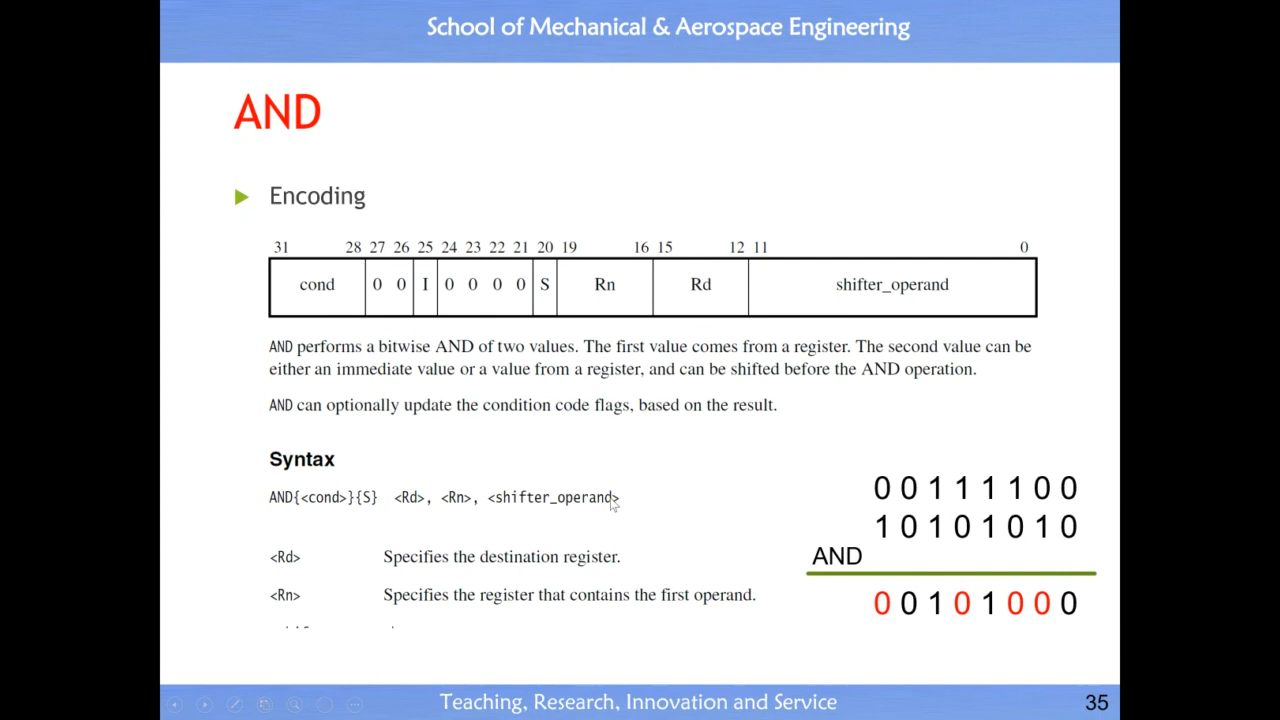 School of Mechanical & Aerospace Engineering
AND
Encoding
31 28 27 26 25 24 23 22 21 20 19 16 15 12 11 0
cond 0 0 I 0 0 0 0 S Rn Rd shifter_operand
AND performs a bitwise AND of two values. The first value comes from a register. The second value can be
either an immediate value or a value from a register, and can be shifted before the AND operation.
AND can optionally update the condition code flags, based on the result.
Syntax
AND{<cond>}{S} <Rd>, <Rn>, <shifter_operand>
<Rd> Specifies the destination register.
<Rn> Specifies the register that contains the first operand.
0 0 1 1 1 1 0 0
1 0 1 0 1 0 1 0
AND
0 0 1 0 1 0 0 0
Teaching, Research, Innovation and Service
35